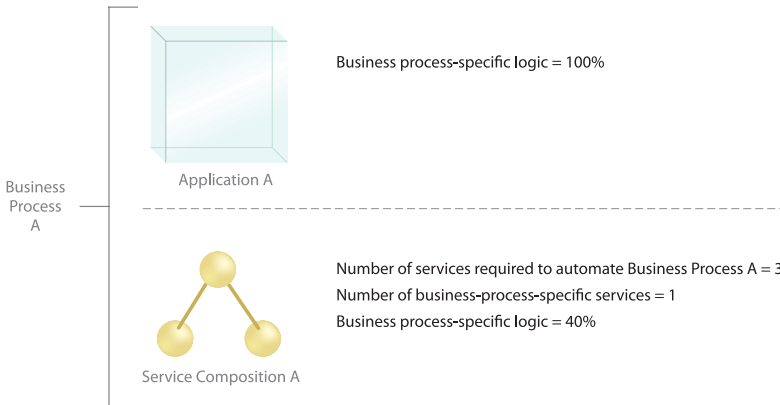 Business process-specific logic = 100%
Application A
Business
Process
A
Number of services required to automate Business Process A = 3
Number of business-process-specific services = 1
Business process-specific logic = 40%
Service Composition A